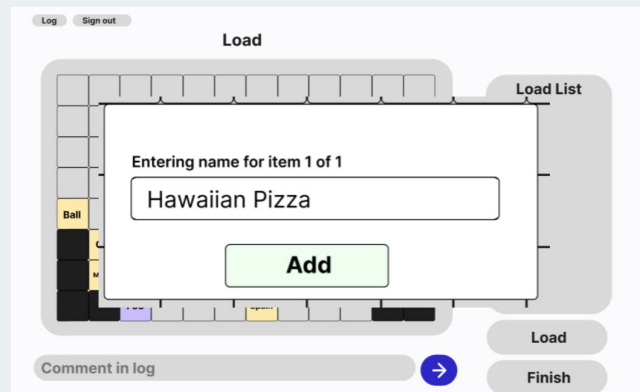 Log Sign out
Load
Load List
Entering name for item 1 of 1
Hawaiian Pizza
Ball
Add
Load
Comment in log
Finish